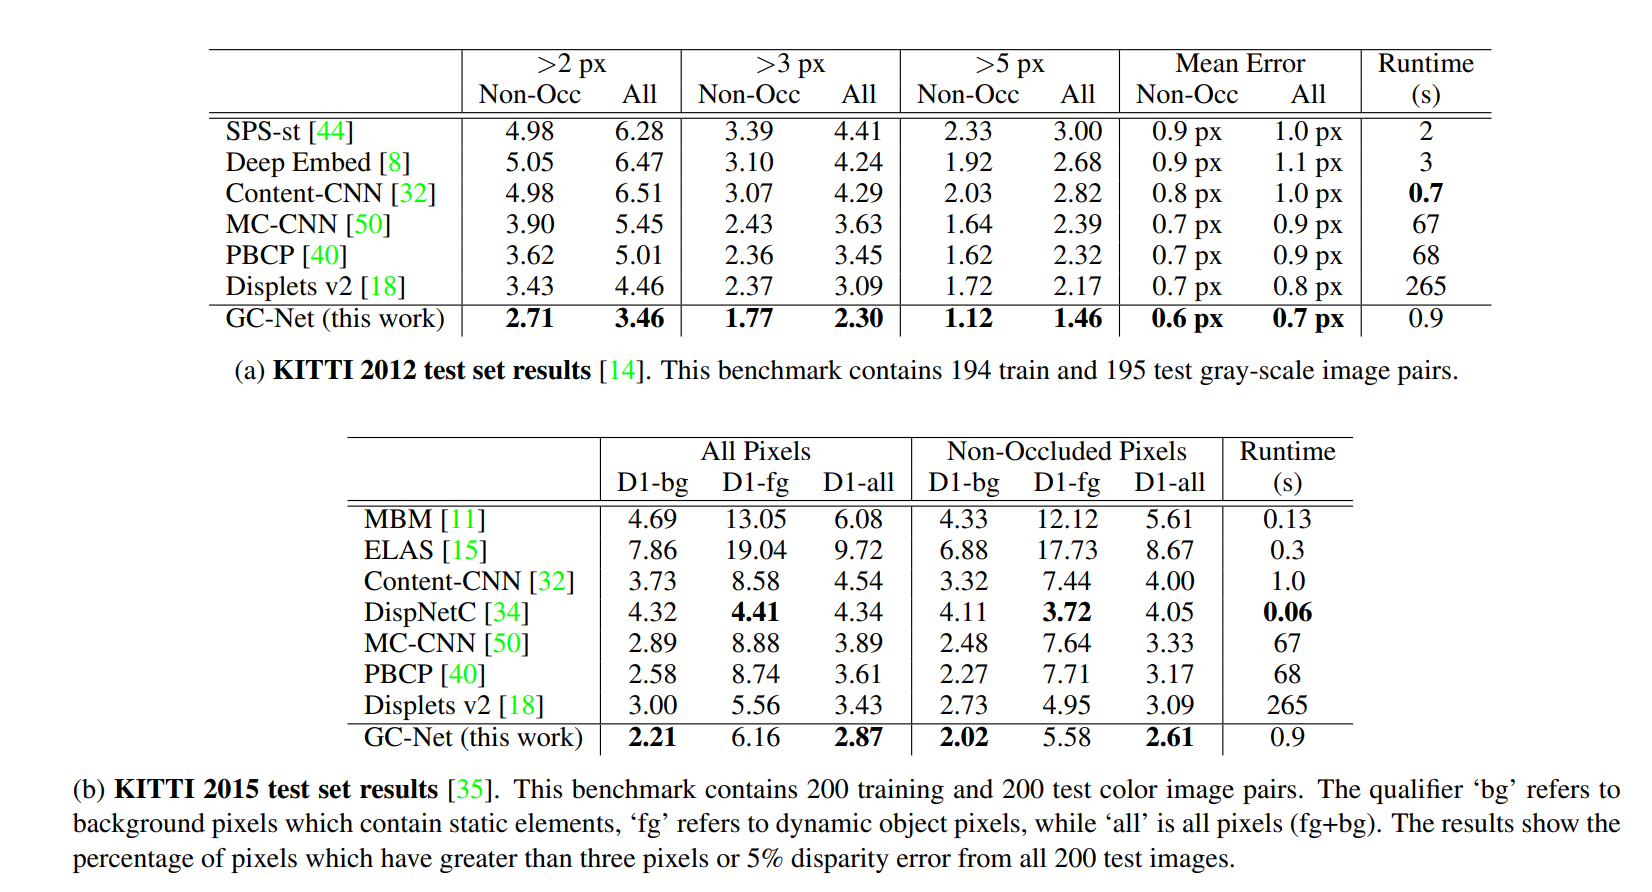 >2 px >3 px >5 px Mean Error Runtime
Non-Occ All Non-Occ All Non-Occ All Non-Occ All (s)
SPS-st [44] 4.98 6.28 3.39 4.41 2.33 3.00 0.9 px 1.0 px 2
Deep Embed [8] 5.05 6.47 3.10 4.24 1.92 2.68 0.9 px 1.1 px 3
Content-CNN [32] 4.98 6.51 3.07 4.29 2.03 2.82 0.8 px 1.0 px 0.7
MC-CNN [50] 3.90 5.45 2.43 3.63 1.64 2.39 0.7 px 0.9 px 67
PBCP [40] 3.62 5.01 2.36 3.45 1.62 2.32 0.7 px 0.9 px 68
Displets v2 [18] 3.43 4.46 2.37 3.09 1.72 2.17 0.7 px 0.8 px 265
GC-Net (this work) 2.71 3.46 1.77 2.30 1.12 1.46 0.6 px 0.7 px 0.9
(a) KITTI 2012 test set results [14]. This benchmark contains 194 train and 195 test gray-scale image pairs.
All Pixels Non-Occluded Pixels Runtime
D1-bg D1-fg D1-all D1-bg D1-fg D1-all (s)
MBM [11] 4.69 13.05 6.08 4.33 12.12 5.61 0.13
ELAS [15] 7.86 19.04 9.72 6.88 17.73 8.67 0.3
Content-CNN [32] 3.73 8.58 4.54 3.32 7.44 4.00 1.0
DispNetC [34] 4.32 4.41 4.34 4.11 3.72 4.05 0.06
MC-CNN [50] 2.89 8.88 3.89 2.48 7.64 3.33 67
PBCP [40] 2.58 8.74 3.61 2.27 7.71 3.17 68
Displets v2 [18] 3.00 5.56 3.43 2.73 4.95 3.09 265
GC-Net (this work) 2.21 6.16 2.87 2.02 5.58 2.61 0.9
(b) KITTI 2015 test set results [35]. This benchmark contains 200 training and 200 test color image pairs. The qualifier ‘bg’ refers to
background pixels which contain static elements, ‘fg’ refers to dynamic object pixels, while ‘all’ is all pixels (fg+bg). The results show the
percentage of pixels which have greater than three pixels or 5% disparity error from all 200 test images.